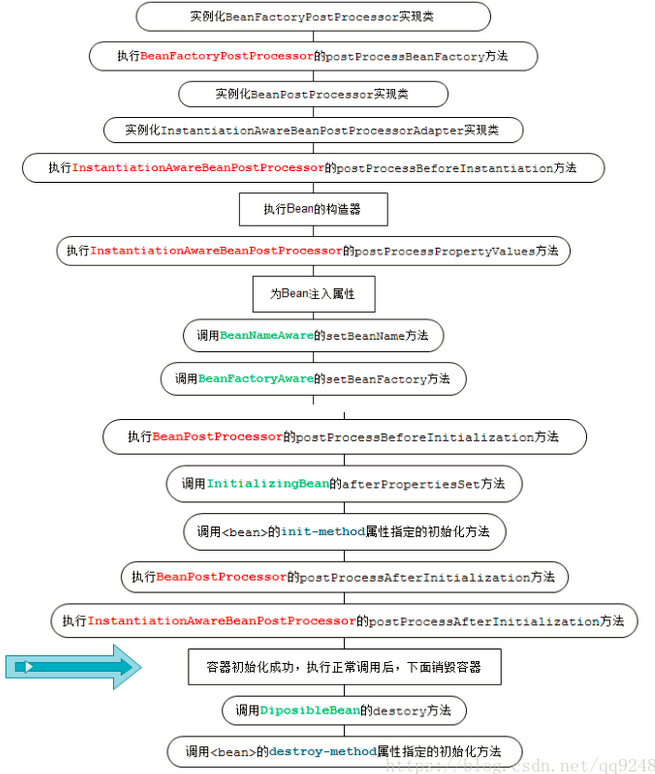 实例化BeanFactoryPostProcessor实现类
执行BeanFactoryPostProcessor的postProcessBeanFactory方法
实例化BeanPostProcessor实现类
实例化InstantiationAwareBeanPostProcessorAdapter实现类
执行InstantiationAwareBeanPostProcessor的postProcessBeforeInstantiation方法
执行Bean的构造器
执行InstantiationAwareBeanPostProcessor的postProcessPropertyValues方法
为Bean注入属性
调用BeanNameAware的setBeanName方法
调用BeanFactoryAware的setBeanFactory方法
执行BeanPostProcessor的postProcessBeforeInitialization方法
调用InitializingBean的afterPropertiesSet方法
调用<bean>的init-method属性指定的初始化方法
执行BeanPostProcessor的postProcessAfterInitialization方法
执行InstantiationAwareBeanPostProcessor的postProcessAfterInitialization方法
容器初始化成功，执行正常调用后，下面销毁容器
调用DiposibleBean的destory方法
调用<bean>的destroy-method属性指定的初始化方法
https://blog.csdn.net/qq9248